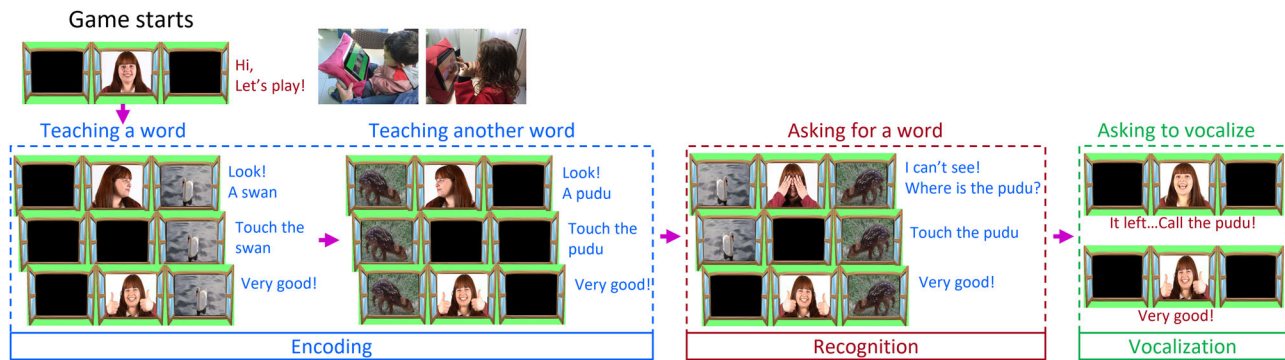 Game starts
Hi,
Let's play!
Teaching a word
Look!
A swan
Touch the
swan
Very good!
Teaching another word
Look!
A pudu
Touch the
pudu
Very good!
Encoding
Asking for a word
I can't see!
Where is the pudu?
Touch the pudu
Very good!
Recognition
Asking to vocalize
It left...Call the pudu!
Very good!
Vocalization